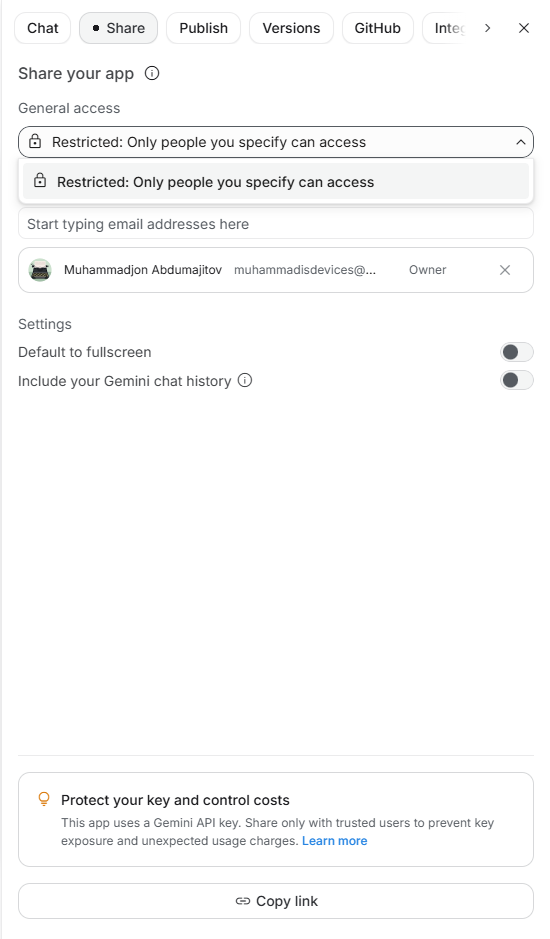 Chat
Share
Publish
Versions
GitHub
Share your app
General access
Restricted: Only people you specify can access
Restricted: Only people you specify can access
Start typing email addresses here
Muhammadjon Abdumajitov muhammadisdevices@... Owner
Settings
Default to fullscreen
Include your Gemini chat history
Protect your key and control costs
This app uses a Gemini API key. Share only with trusted users to prevent key
exposure and unexpected usage charges. Learn more
Copy link